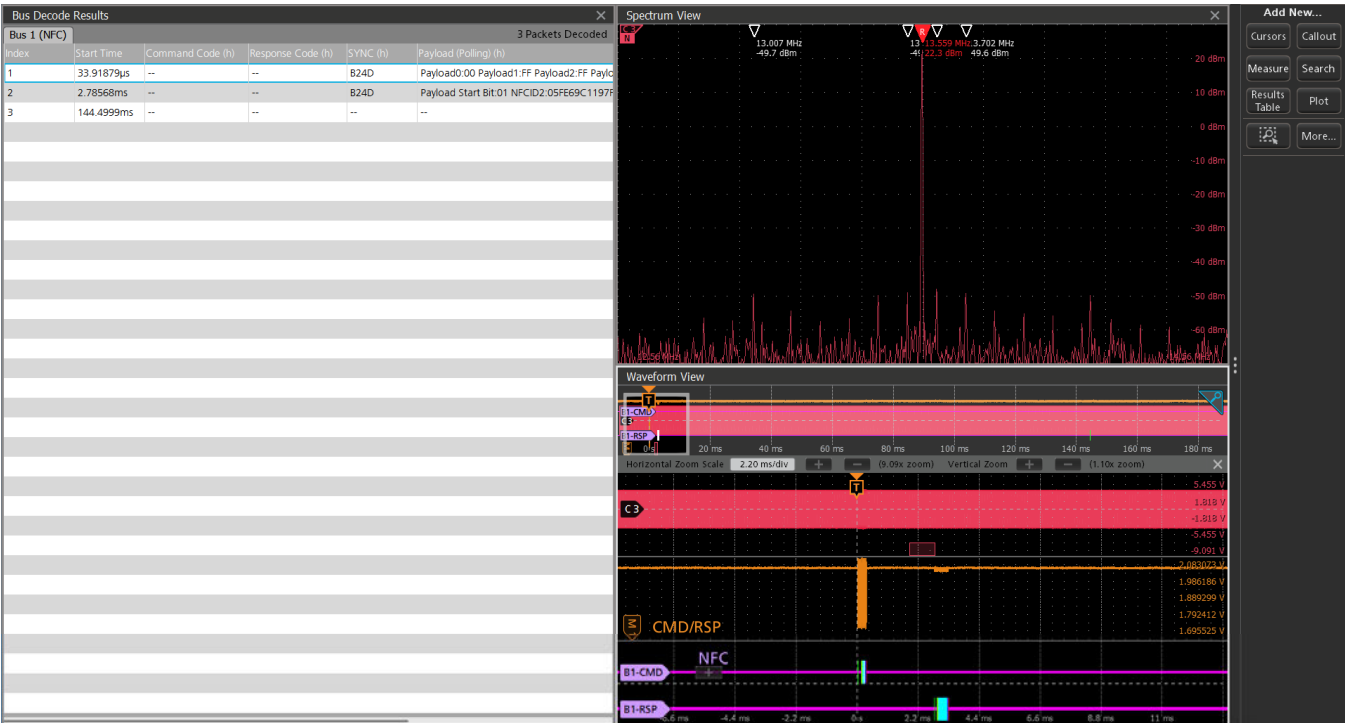 Bus Decode Results
Bus 1 (NFC)
3 Packets Decoded
Index Start Time Command Code (h) Response Code (h) SYNC (h) Payload (Polling) (h)
1 33.91879µs -- -- B24D Payload0:00 Payload1:FF Payload2:FF Paylo
2 2.78568ms -- -- B24D Payload Start Bit:01 NFCID2:05FE69C1197F
3 144.4999ms -- -- -- --
Spectrum View
C 3
N
R
13.007 MHz
-49.7 dBm
13.559 MHz
22.3 dBm
3.702 MHz
49.6 dBm
20 dBm
10 dBm
0 dBm
-10 dBm
-20 dBm
-30 dBm
-40 dBm
-50 dBm
-60 dBm
Waveform View
T
B1-CMD
C3
B1-RSP
0 s 20 ms 40 ms 60 ms 80 ms 100 ms 120 ms 140 ms 160 ms 180 ms
Horizontal Zoom Scale 2.20 ms/div + - (9.09x zoom) Vertical Zoom + - (1.10x zoom)
T
C 3
5.455 V
1.818 V
-1.818 V
-5.455 V
-9.091 V
2.083073 V
1.986186 V
1.889299 V
1.792412 V
1.695525 V
M 1
CMD/RSP
NFC
B1-CMD
B1-RSP
-6.6 ms -4.4 ms -2.2 ms 0 s 2.2 ms 4.4 ms 6.6 ms 8.8 ms 11 ms
Add New...
Cursors Callout
Measure Search
Results Table Plot
More...